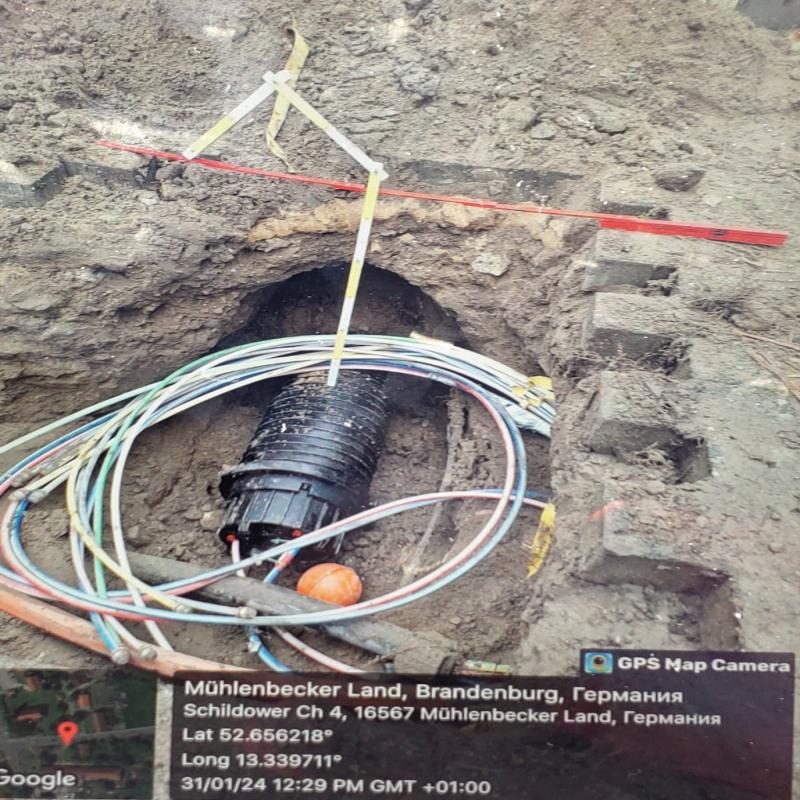 GPS Map Camera
Mühlenbecker Land, Brandenburg, Германия
Schildower Ch 4, 16567 Mühlenbecker Land, Германия
Lat 52.656218°
Long 13.339711°
31/01/24 12:29 PM GMT +01:00
Google